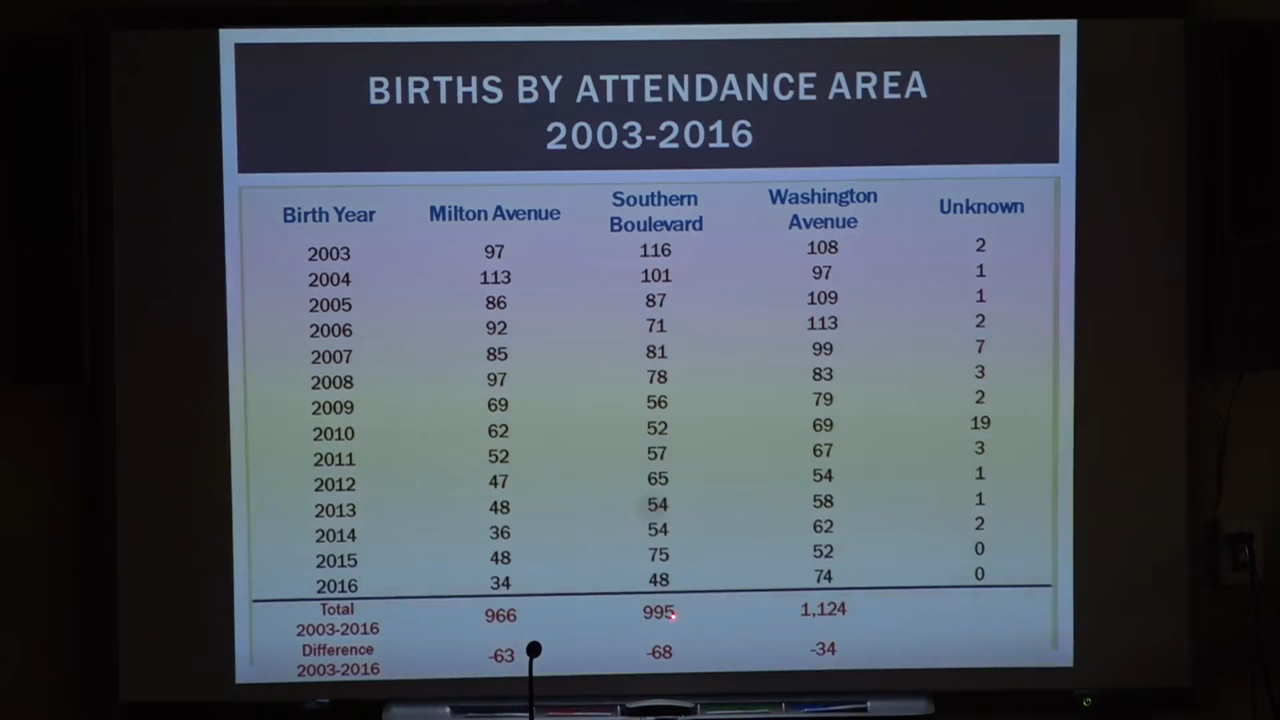 BIRTHS BY ATTENDANCE AREA
2003-2016
Birth Year Milton Avenue Southern Boulevard Washington Avenue Unknown
2003 97 116 108 2
2004 113 101 97 1
2005 86 87 109 1
2006 92 71 113 2
2007 85 81 99 7
2008 97 78 83 3
2009 69 56 79 2
2010 62 52 69 19
2011 52 57 67 3
2012 47 65 54 1
2013 48 54 58 1
2014 36 54 62 2
2015 48 75 52 0
2016 34 48 74 0
Total 2003-2016 966 995 1,124
Difference 2003-2016 -63 -68 -34